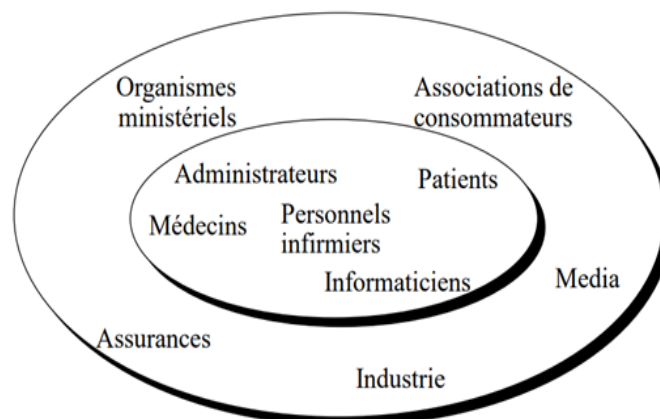 Organismes
ministériels
Associations de
consommateurs
Administrateurs
Patients
Médecins
Personnels
infirmiers
Informaticiens
Media
Assurances
Industrie